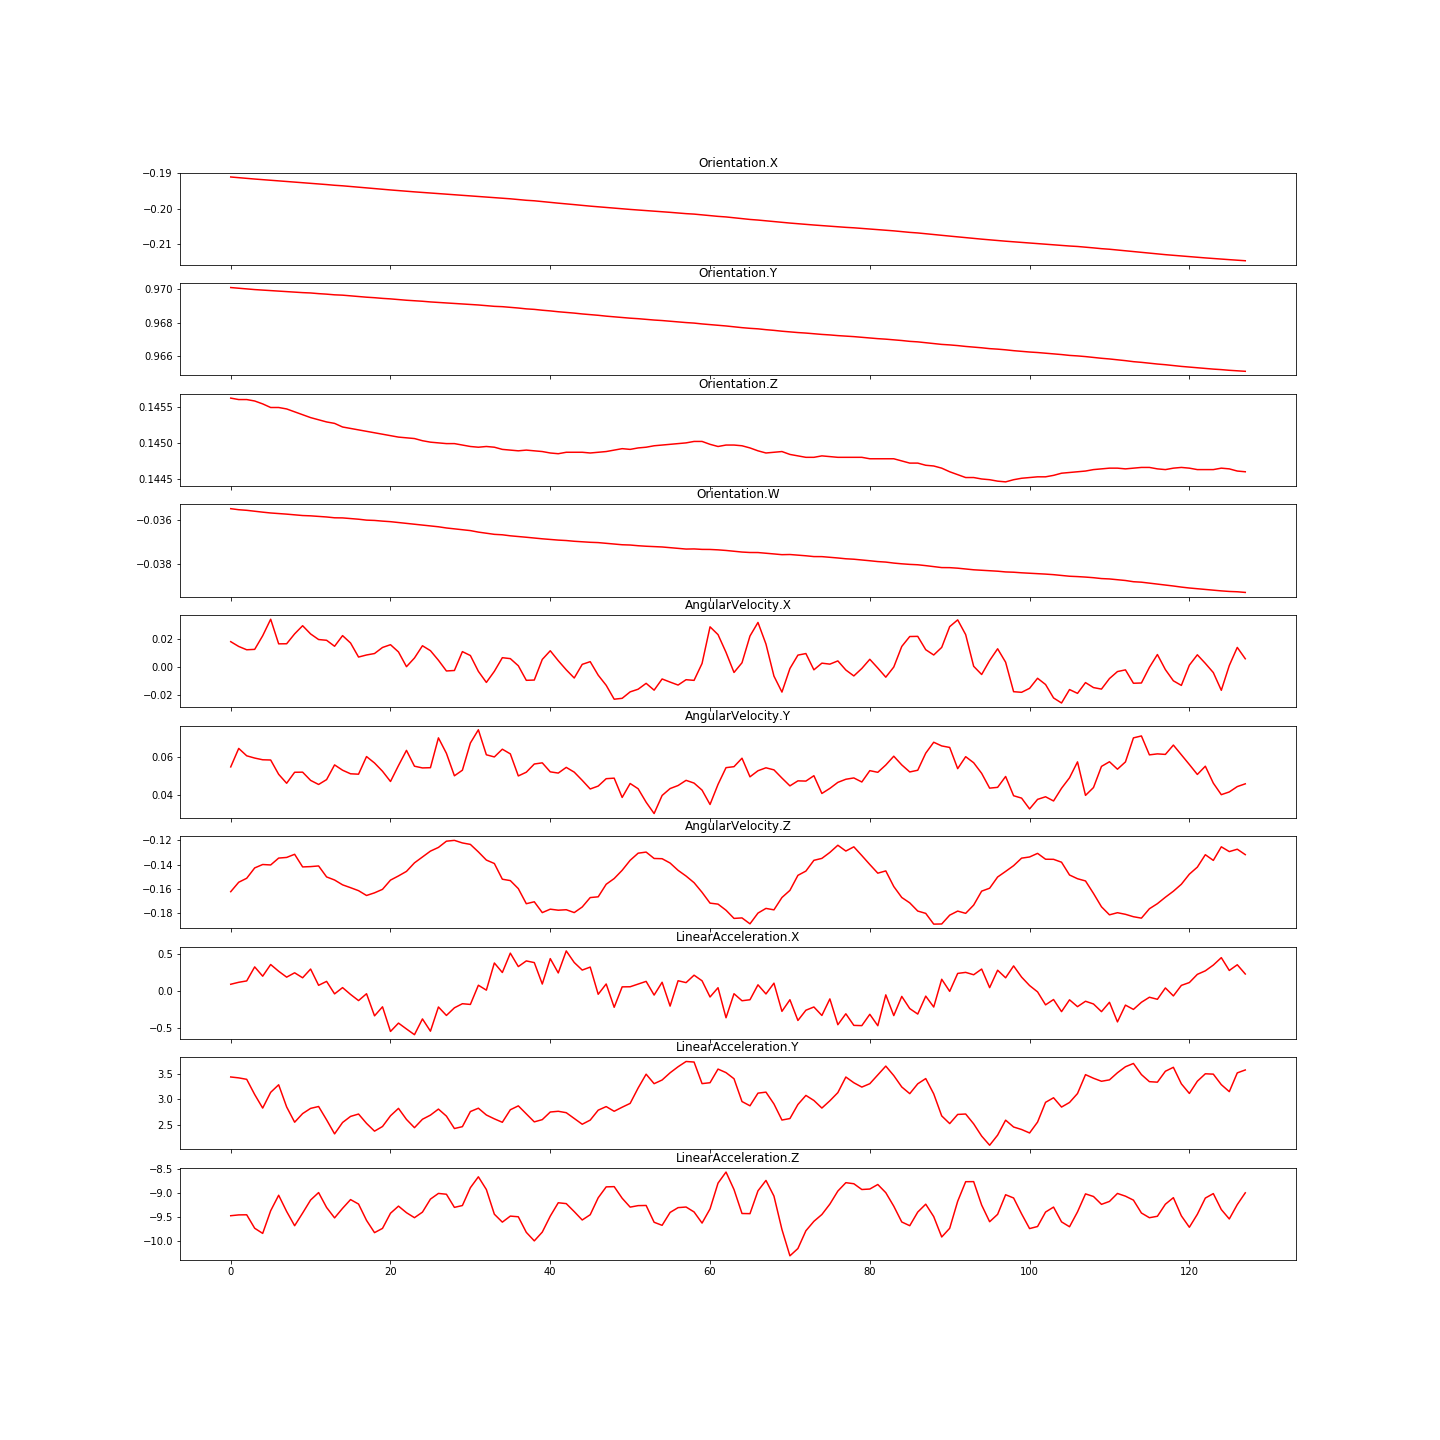 Orientation.X
−0.19
−0.20
−0.21
Orientation.Y
0.970
0.968
0.966
Orientation.Z
0.1455
0.1450
0.1445
Orientation.W
−0.036
−0.038
AngularVelocity.X
0.02
0.00
−0.02
AngularVelocity.Y
0.06
0.04
AngularVelocity.Z
−0.12
−0.14
−0.16
−0.18
LinearAcceleration.X
0.5
0.0
−0.5
LinearAcceleration.Y
3.5
3.0
2.5
LinearAcceleration.Z
−8.5
−9.0
−9.5
−10.0
0 20 40 60 80 100 120